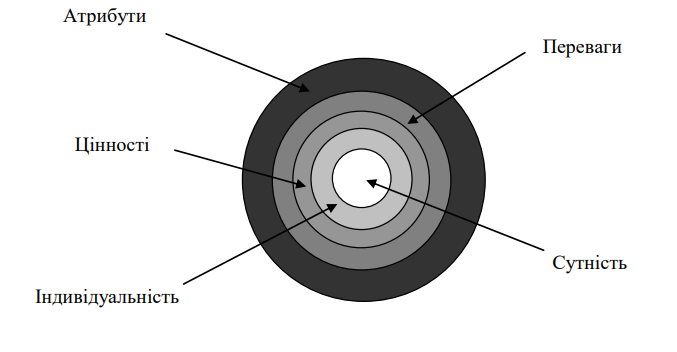 Атрибути
Переваги
Цінності
Сутність
Індивідуальність